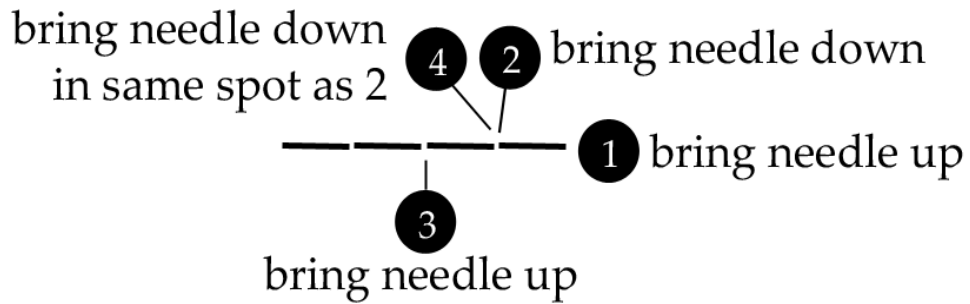 bring needle down
in same spot as 2
4
2
bring needle down
1
bring needle up
3
bring needle up